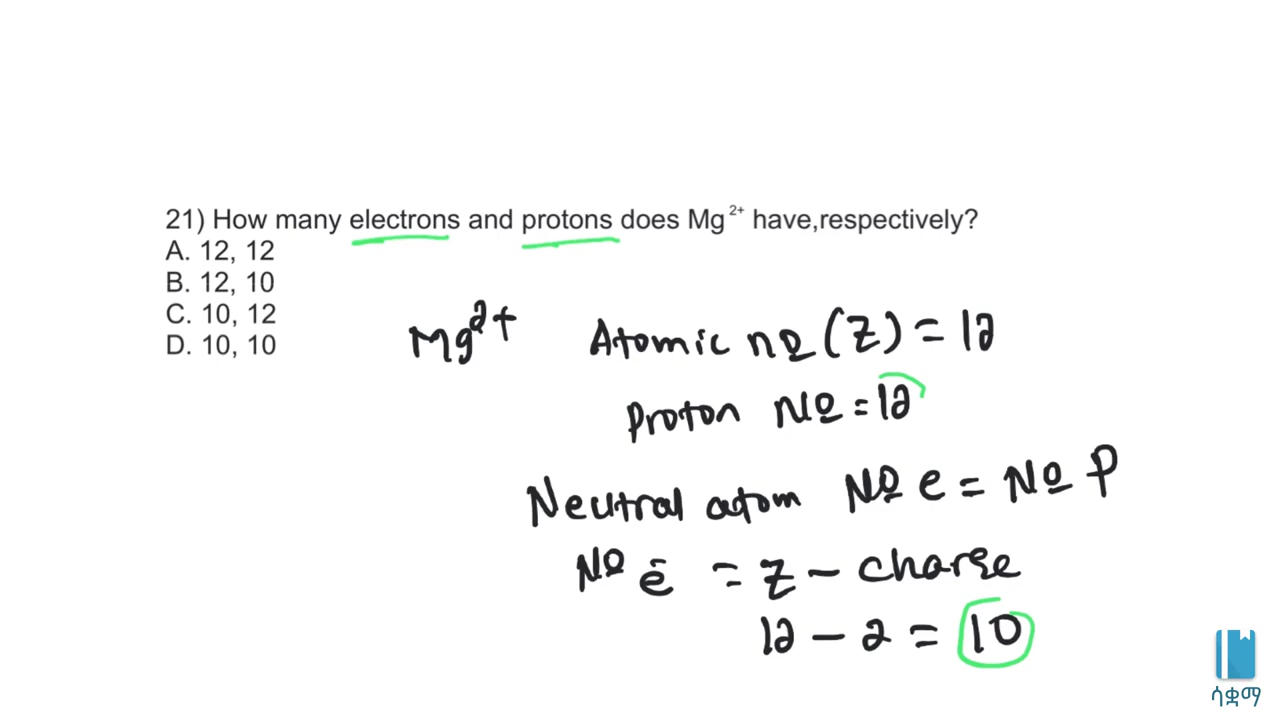 21) How many electrons and protons does Mg²⁺ have,respectively?
A. 12, 12
B. 12, 10
C. 10, 12
D. 10, 10
Mg²⁺ Atomic nº (Z) = 12
Proton Nº = 12
Neutral atom Nº e = Nº P
Nº ē = Z – charge
12 – 2 = 10
ሳቋማ